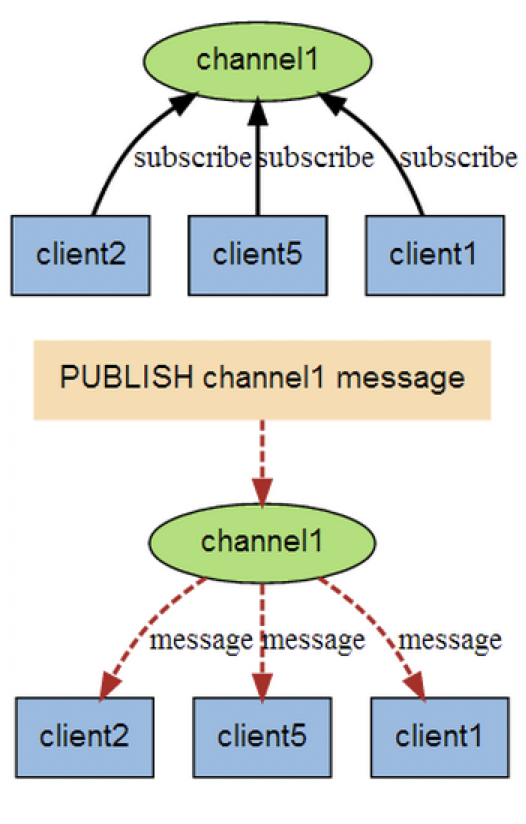 channel1
subscribe subscribe subscribe
client2 client5 client1
PUBLISH channel1 message
channel1
message message message
client2 client5 client1